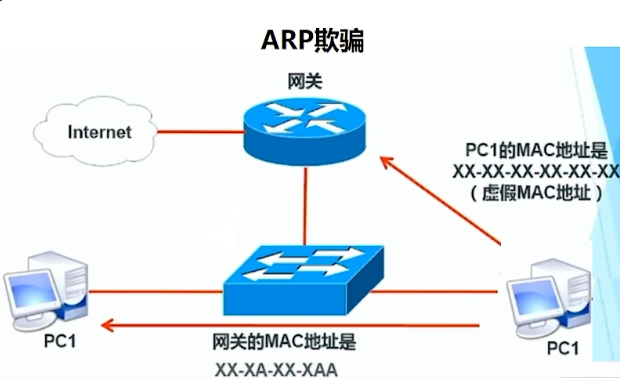 ARP欺骗
网关
Internet
PC1的MAC地址是
XX-XX-XX-XX-XX-XX
（虚假MAC地址）
PC1
网关的MAC地址是
XX-XA-XX-XAA
PC1